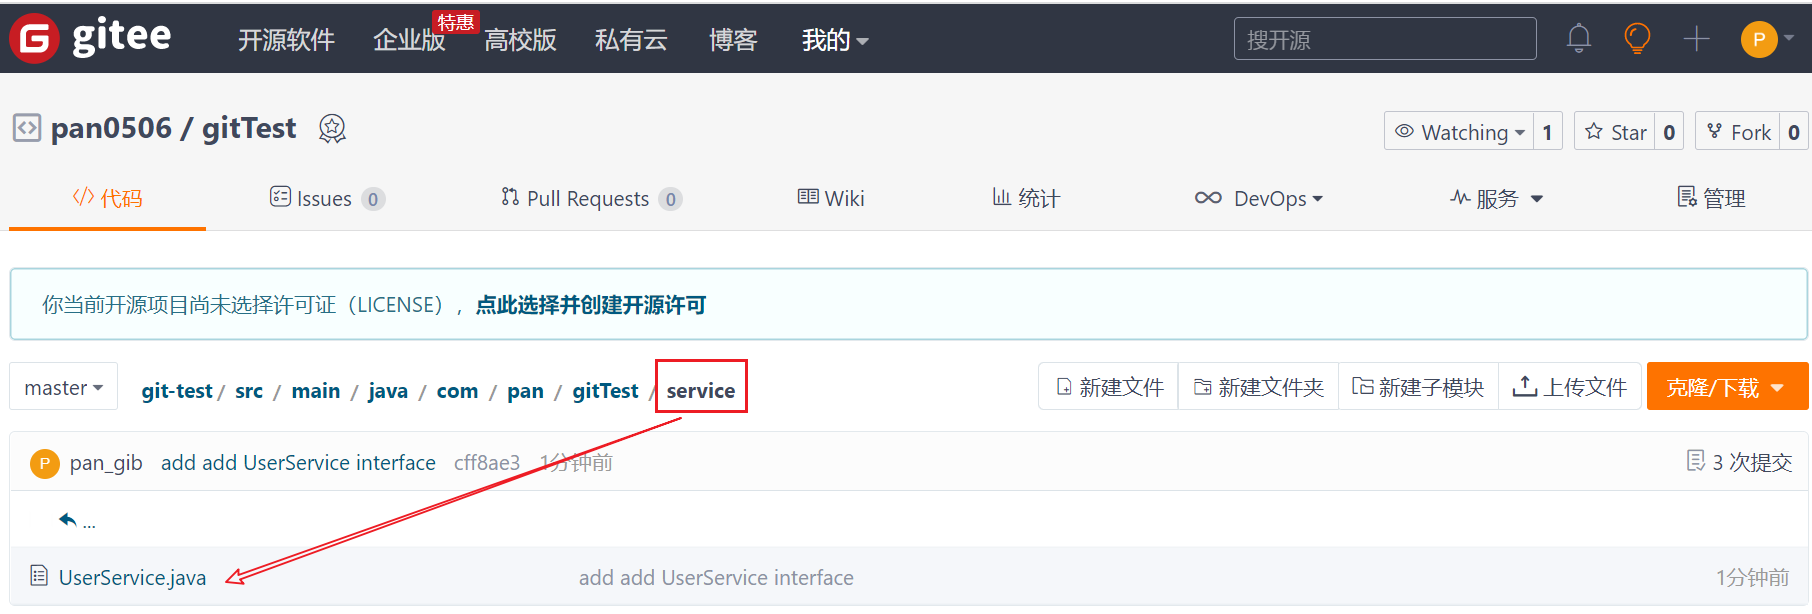 gitee 开源软件 企业版 特惠 高校版 私有云 博客 我的 搜开源 P
pan0506 / gitTest Watching 1 Star 0 Fork 0
代码 Issues 0 Pull Requests 0 Wiki 统计 DevOps 服务 管理
你当前开源项目尚未选择许可证（LICENSE），点此选择并创建开源许可
master git-test / src / main / java / com / pan / gitTest / service 新建文件 新建文件夹 新建子模块 上传文件 克隆/下载
P pan_gib add add UserService interface cff8ae3 1分钟前 3 次提交
...
UserService.java add add UserService interface 1分钟前